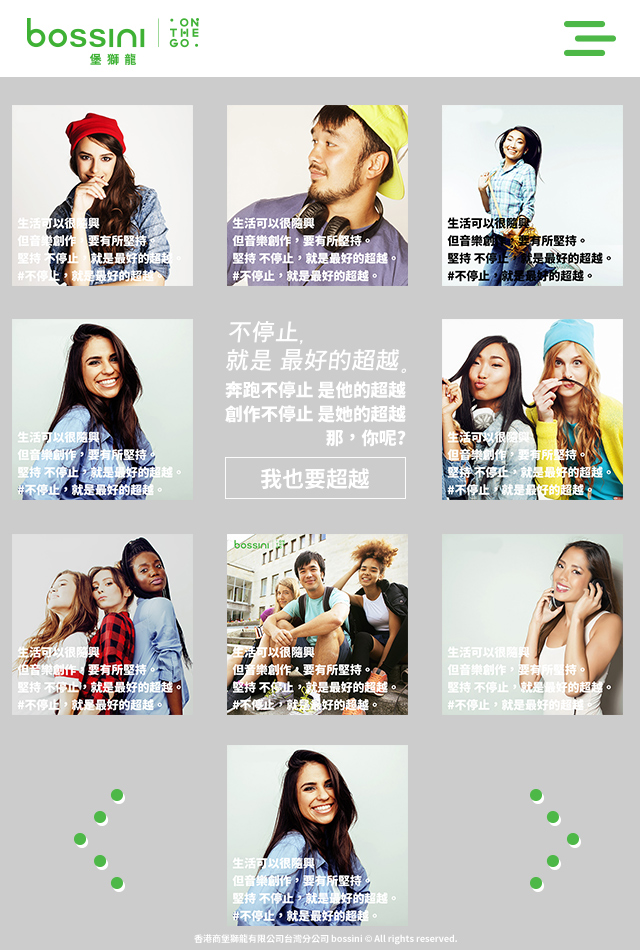 bossini
ON THE GO
堡獅龍
生活可以很隨興
但音樂創作，要有所堅持。
堅持 不停止，就是最好的超越。
#不停止，就是最好的超越。
生活可以很隨興
但音樂創作，要有所堅持。
堅持 不停止，就是最好的超越。
#不停止，就是最好的超越。
生活可以很隨興
但音樂創作，要有所堅持。
堅持 不停止，就是最好的超越。
#不停止，就是最好的超越。
生活可以很隨興
但音樂創作，要有所堅持。
堅持 不停止，就是最好的超越。
#不停止，就是最好的超越。
不停止,
就是 最好的超越。
奔跑不停止 是他的超越
創作不停止 是她的超越
那，你呢?
我也要超越
生活可以很隨興
但音樂創作，要有所堅持。
堅持 不停止，就是最好的超越。
#不停止，就是最好的超越。
生活可以很隨興
但音樂創作，要有所堅持。
堅持 不停止，就是最好的超越。
#不停止，就是最好的超越。
bossini
生活可以很隨興
但音樂創作，要有所堅持。
堅持 不停止，就是最好的超越。
#不停止，就是最好的超越。
生活可以很隨興
但音樂創作，要有所堅持。
堅持 不停止，就是最好的超越。
#不停止，就是最好的超越。
生活可以很隨興
但音樂創作，要有所堅持。
堅持 不停止，就是最好的超越。
#不停止，就是最好的超越。
香港商堡獅龍有限公司台灣分公司 bossini © All rights reserved.